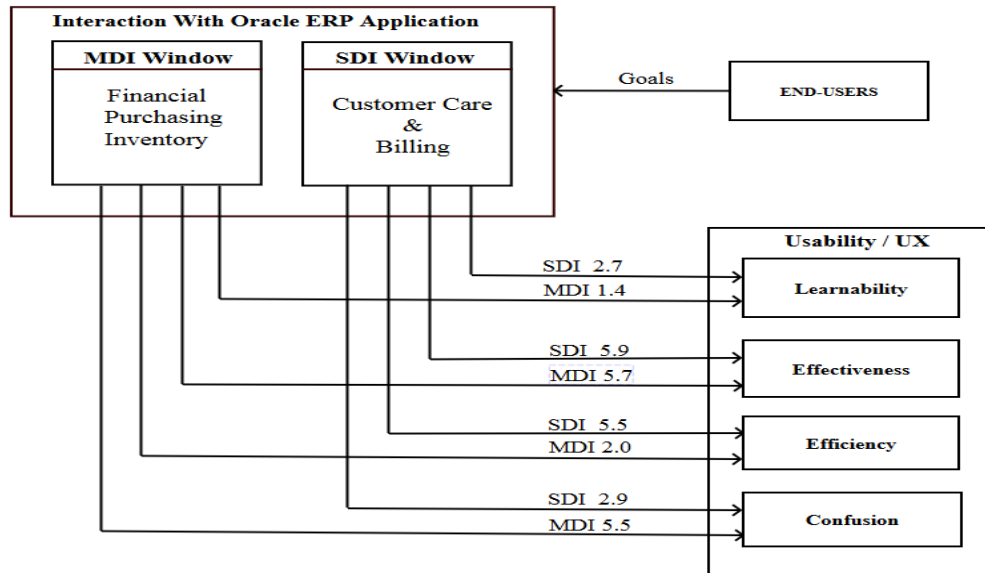 Interaction With Oracle ERP Application
MDI Window
Financial
Purchasing
Inventory
SDI Window
Customer Care
&
Billing
Goals
END-USERS
Usability / UX
SDI 2.7
MDI 1.4
Learnability
SDI 5.9
MDI 5.7
Effectiveness
SDI 5.5
MDI 2.0
Efficiency
SDI 2.9
MDI 5.5
Confusion